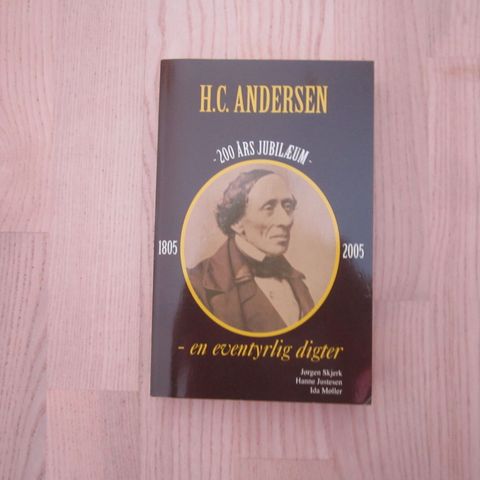 H.C. ANDERSEN
- 200 ÅRS JUBILÆUM -
1805
2005
- en eventyrlig digter
Jørgen Skjerk
Hanne Justesen
Ida Møller